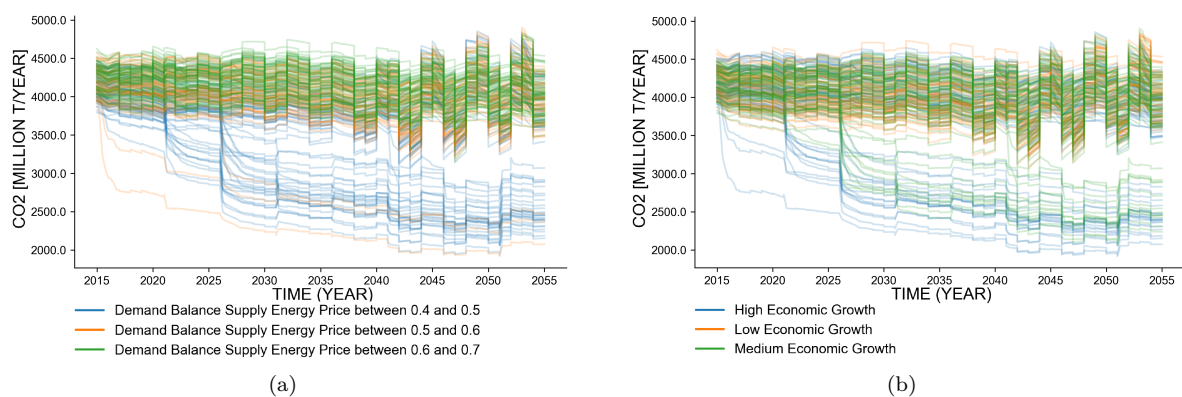 5000.0
4500.0
4000.0
3500.0
3000.0
2500.0
2000.0
CO2 [MILLION T/YEAR]
2015 2020 2025 2030 2035 2040 2045 2050 2055
TIME (YEAR)
Demand Balance Supply Energy Price between 0.4 and 0.5
Demand Balance Supply Energy Price between 0.5 and 0.6
Demand Balance Supply Energy Price between 0.6 and 0.7
(a)
5000.0
4500.0
4000.0
3500.0
3000.0
2500.0
2000.0
CO2 [MILLION T/YEAR]
2015 2020 2025 2030 2035 2040 2045 2050 2055
TIME (YEAR)
High Economic Growth
Low Economic Growth
Medium Economic Growth
(b)